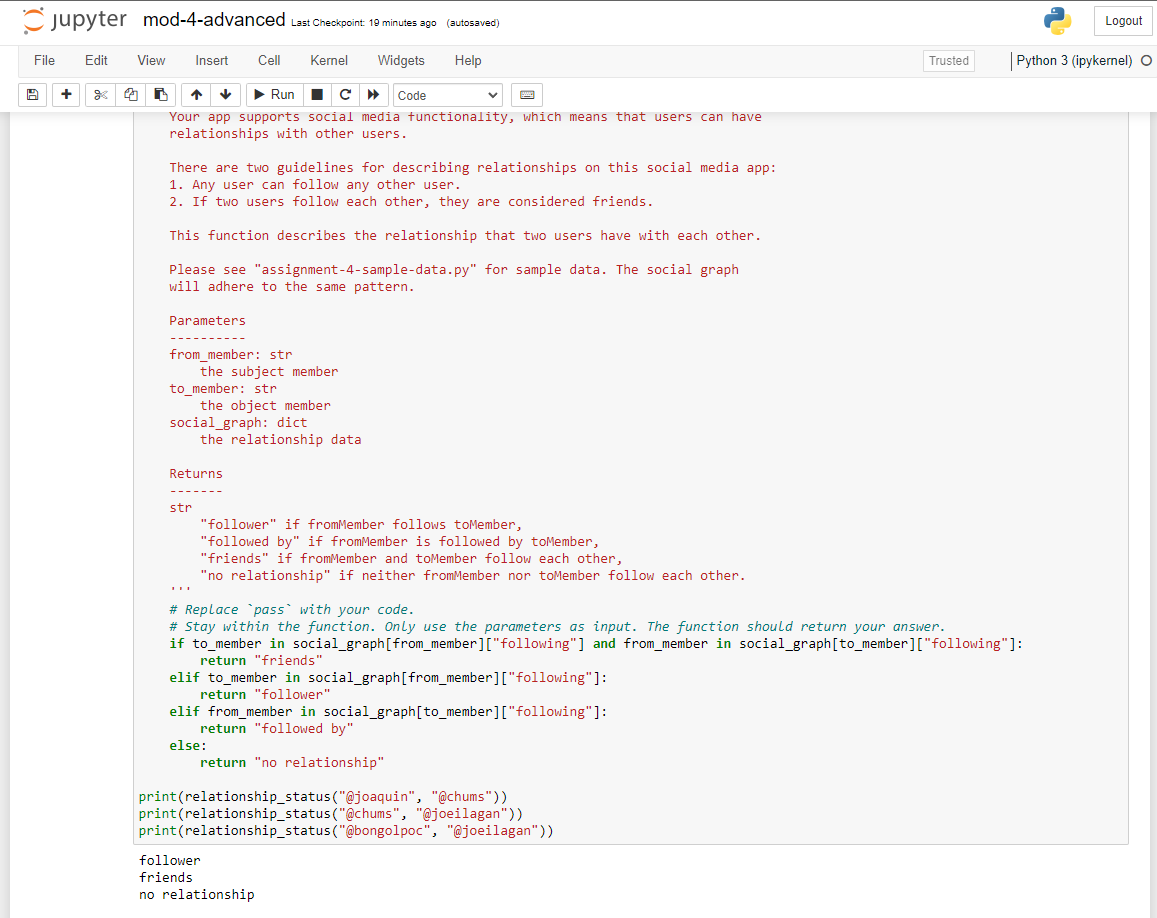 jupyter mod-4-advanced Last Checkpoint: 19 minutes ago (autosaved) Logout
File Edit View Insert Cell Kernel Widgets Help Trusted Python 3 (ipykernel)
Run Code
Your app supports social media functionality, which means that users can have
relationships with other users.
There are two guidelines for describing relationships on this social media app:
1. Any user can follow any other user.
2. If two users follow each other, they are considered friends.
This function describes the relationship that two users have with each other.
Please see "assignment-4-sample-data.py" for sample data. The social graph
will adhere to the same pattern.
Parameters
----------
from_member: str
the subject member
to_member: str
the object member
social_graph: dict
the relationship data
Returns
-------
str
"follower" if fromMember follows toMember,
"followed by" if fromMember is followed by toMember,
"friends" if fromMember and toMember follow each other,
"no relationship" if neither fromMember nor toMember follow each other.
'''
# Replace `pass` with your code.
# Stay within the function. Only use the parameters as input. The function should return your answer.
if to_member in social_graph[from_member]["following"] and from_member in social_graph[to_member]["following"]:
return "friends"
elif to_member in social_graph[from_member]["following"]:
return "follower"
elif from_member in social_graph[to_member]["following"]:
return "followed by"
else:
return "no relationship"
print(relationship_status("@joaquin", "@chums"))
print(relationship_status("@chums", "@joeilagan"))
print(relationship_status("@bongolpoc", "@joeilagan"))
follower
friends
no relationship